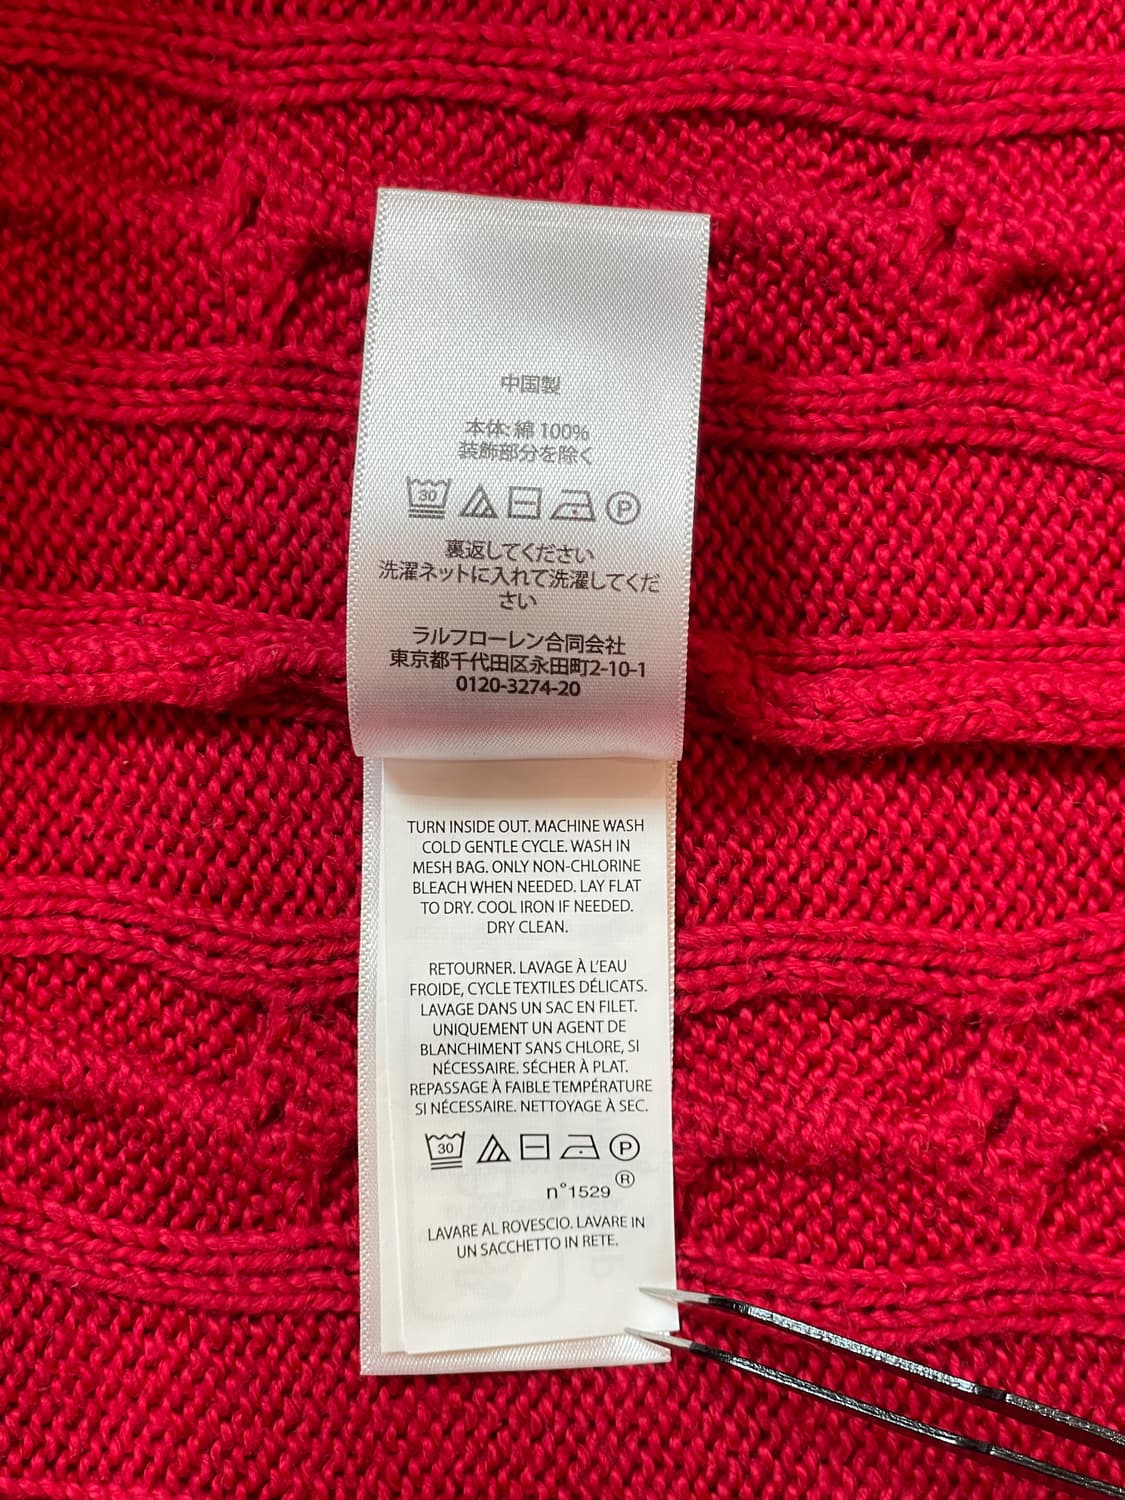 中国製
本体: 綿 100%
装飾部分を除く
30 P
裏返してください
洗濯ネットに入れて洗濯してくだ
さい
ラルフローレン合同会社
東京都千代田区永田町2-10-1
0120-3274-20
TURN INSIDE OUT. MACHINE WASH
COLD GENTLE CYCLE. WASH IN
MESH BAG. ONLY NON-CHLORINE
BLEACH WHEN NEEDED. LAY FLAT
TO DRY. COOL IRON IF NEEDED.
DRY CLEAN.
RETOURNER. LAVAGE À L'EAU
FROIDE, CYCLE TEXTILES DÉLICATS.
LAVAGE DANS UN SAC EN FILET.
UNIQUEMENT UN AGENT DE
BLANCHIMENT SANS CHLORE, SI
NÉCESSAIRE. SÉCHER À PLAT.
REPASSAGE À FAIBLE TEMPÉRATURE
SI NÉCESSAIRE. NETTOYAGE À SEC.
30 P
n°1529 ®
LAVARE AL ROVESCIO. LAVARE IN
UN SACCHETTO IN RETE.